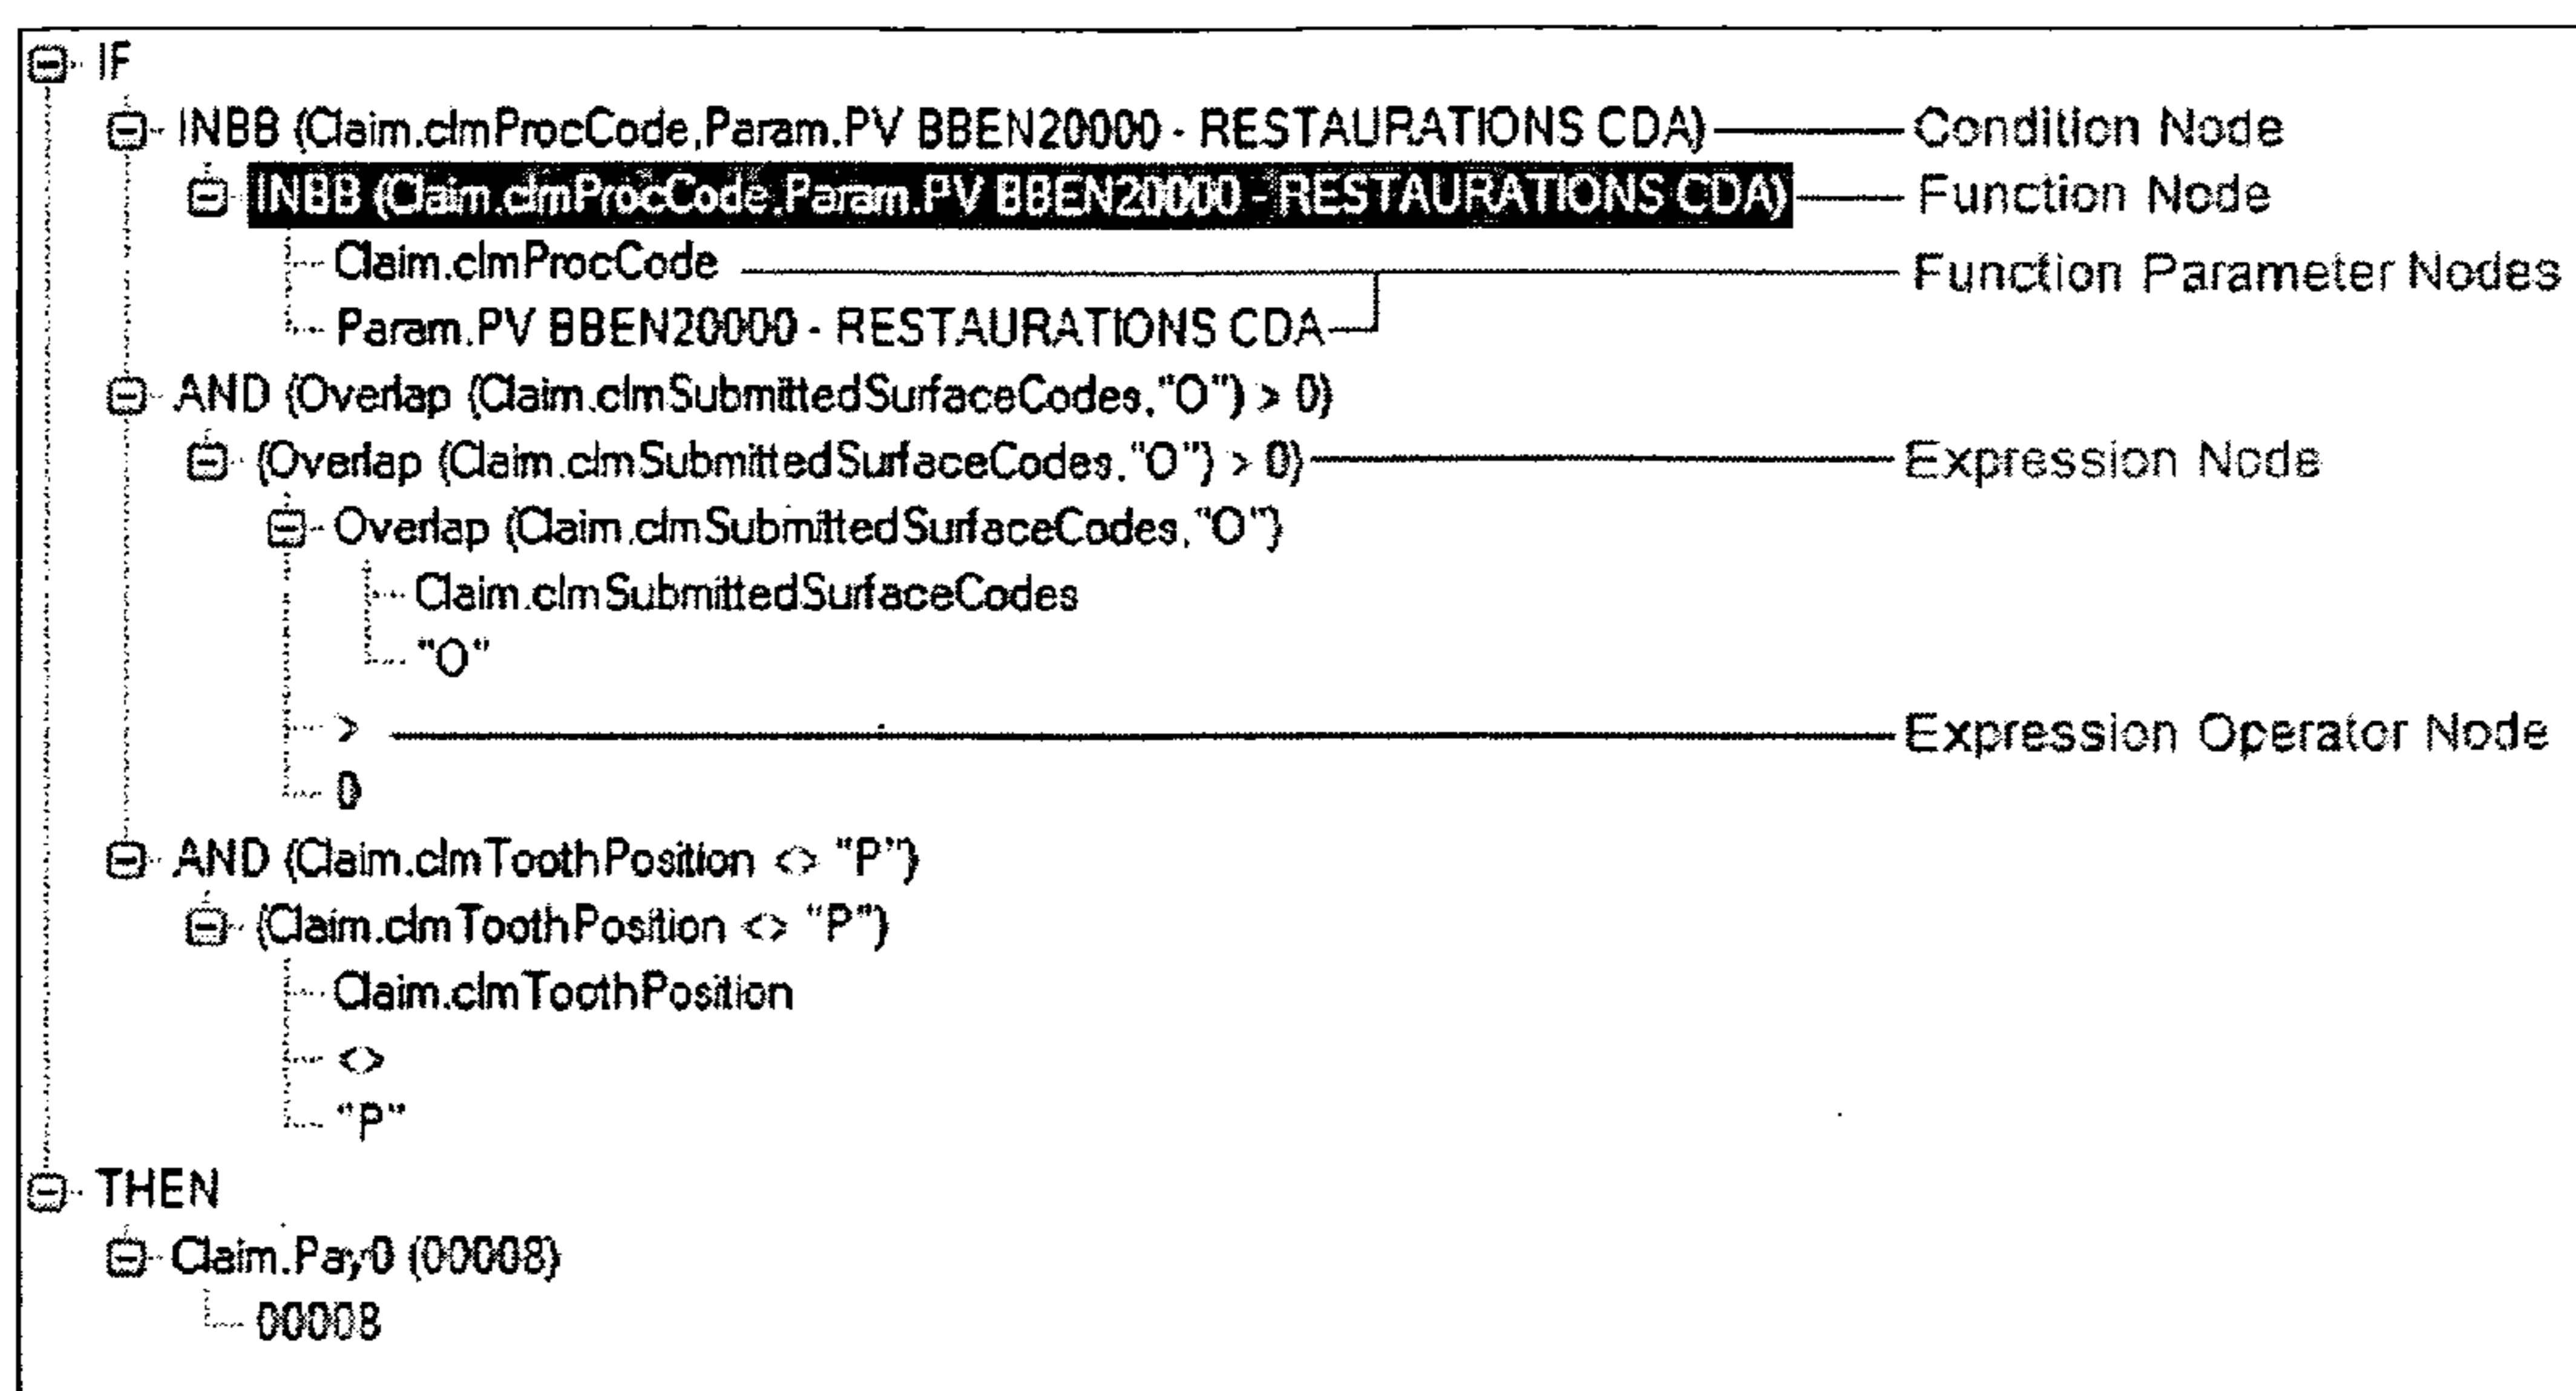 IF
INBB (Claim.clmProcCode,Param.PV BBEN20000 - RESTAURATIONS CDA) Condition Node
INBB (Claim.clmProcCode,Param.PV BBEN20000 - RESTAURATIONS CDA) Function Node
Claim.clmProcCode Function Parameter Nodes
Param.PV BBEN20000 - RESTAURATIONS CDA
AND (Overlap (Claim.clmSubmittedSurfaceCodes,"O") > 0)
(Overlap (Claim.clmSubmittedSurfaceCodes,"O") > 0) Expression Node
Overlap (Claim.clmSubmittedSurfaceCodes,"O")
Claim.clmSubmittedSurfaceCodes
"O"
> Expression Operator Node
0
AND (Claim.clmToothPosition <> "P")
(Claim.clmToothPosition <> "P")
Claim.clmToothPosition
<>
"P"
THEN
Claim.Pay0 (00008)
00008